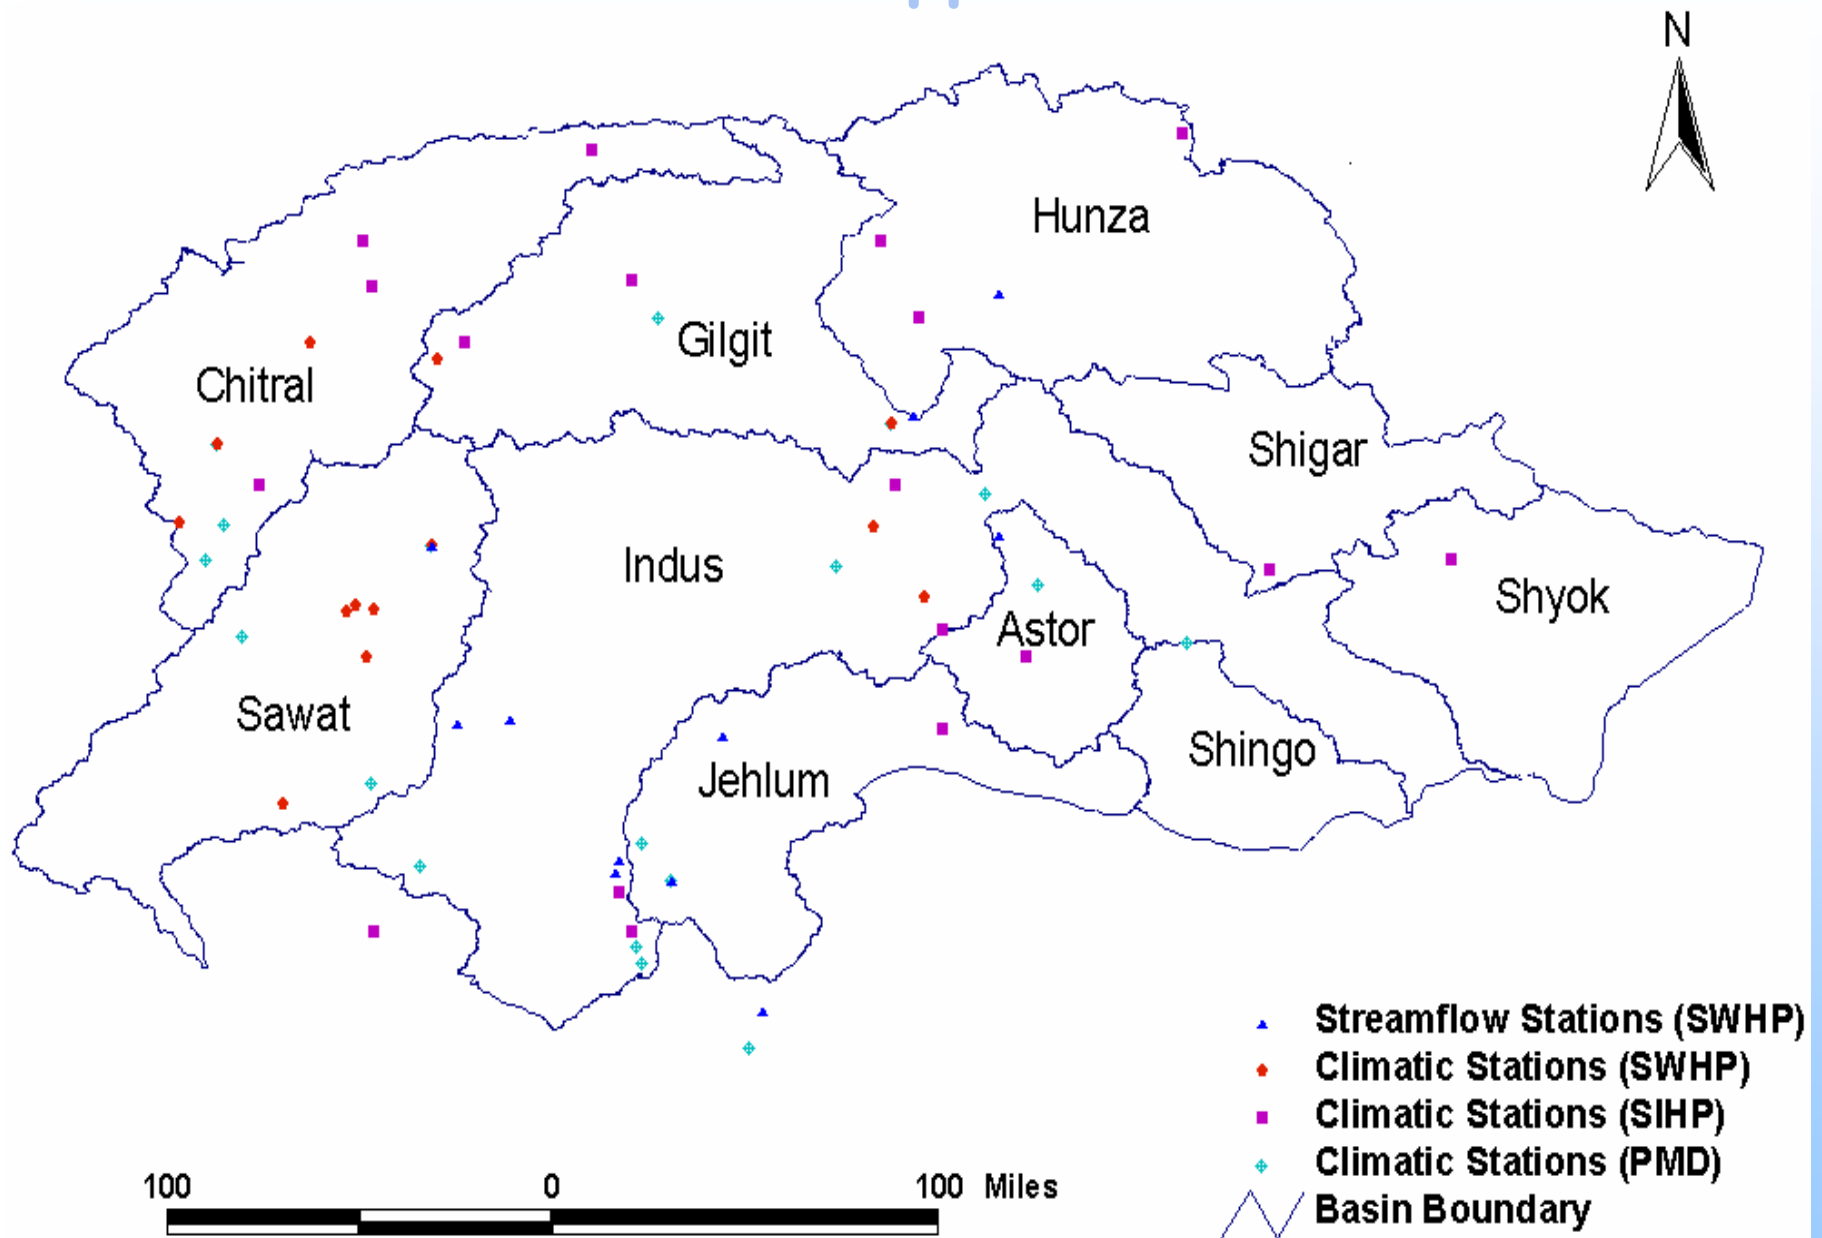 N
Hunza
Gilgit
Chitral
Shigar
Indus
Shyok
Astor
Sawat
Shingo
Jehlum
Streamflow Stations (SWHP)
Climatic Stations (SWHP)
Climatic Stations (SIHP)
Climatic Stations (PMD)
Basin Boundary
100 0 100 Miles